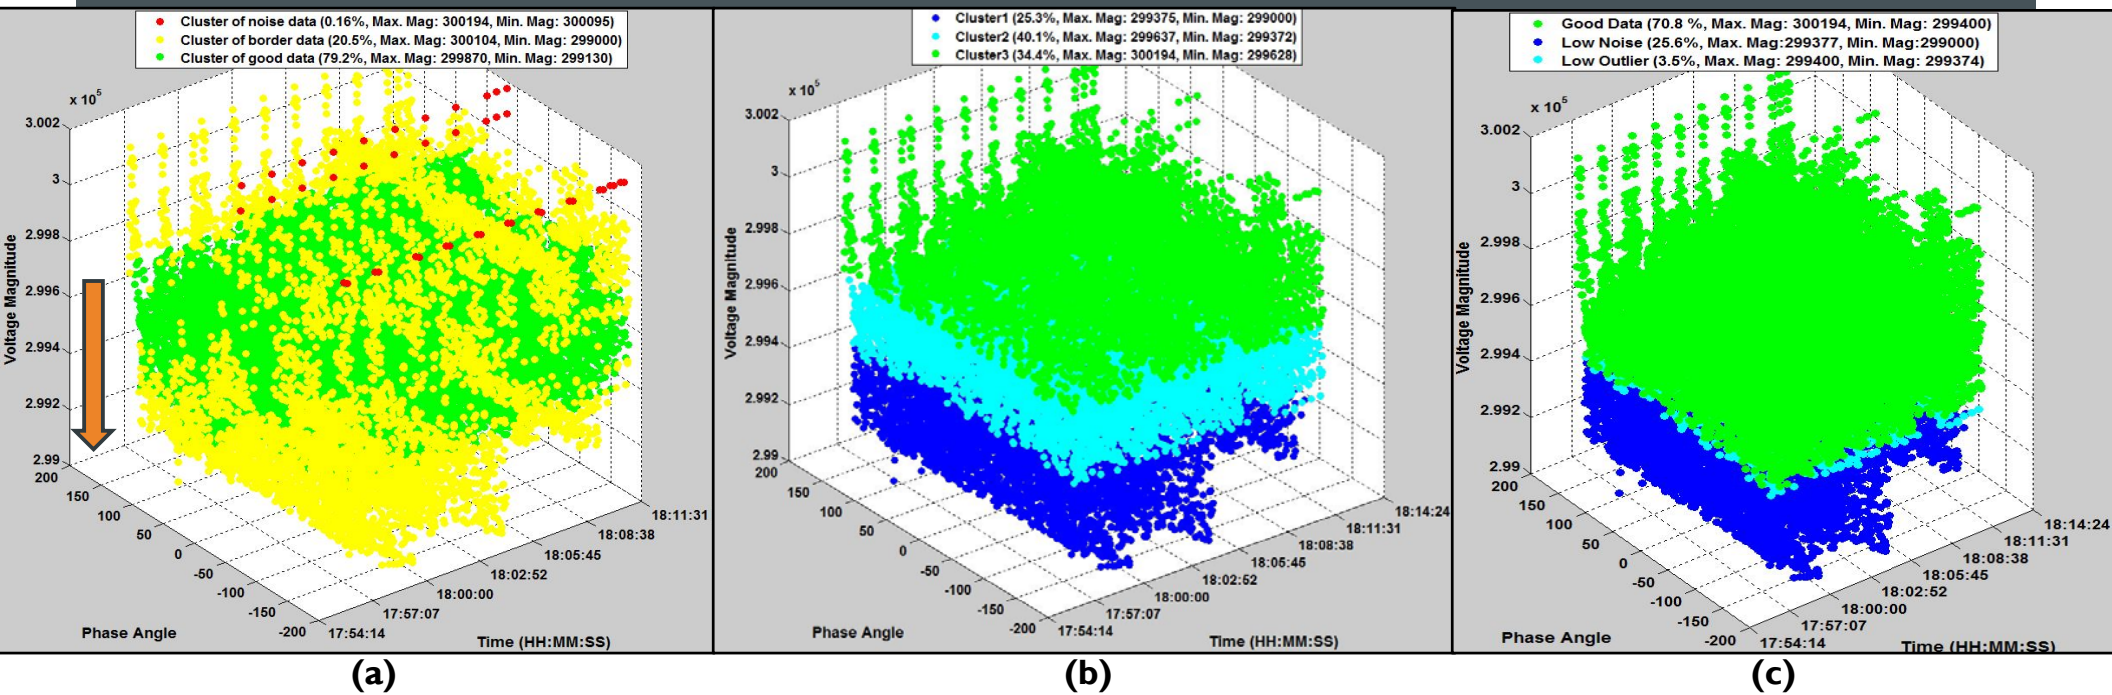 Cluster of noise data (0.16%, Max. Mag: 300194, Min. Mag: 300095)
Cluster of border data (20.5%, Max. Mag: 300104, Min. Mag: 299000)
Cluster of good data (79.2%, Max. Mag: 299870, Min. Mag: 299130)
x 10^5
3.002
3
2.998
2.996
2.994
2.992
2.99
Voltage Magnitude
200
150
100
50
0
-50
-100
-150
-200
Phase Angle
17:54:14
17:57:07
18:00:00
18:02:52
18:05:45
18:08:38
18:11:31
Time (HH:MM:SS)
(a)
Cluster1 (25.3%, Max. Mag: 299375, Min. Mag: 299000)
Cluster2 (40.1%, Max. Mag: 299637, Min. Mag: 299372)
Cluster3 (34.4%, Max. Mag: 300194, Min. Mag: 299628)
x 10^5
3.002
3
2.998
2.996
2.994
2.992
2.99
Voltage Magnitude
200
150
100
50
0
-50
-100
-150
-200
Phase Angle
17:54:14
17:57:07
18:00:00
18:02:52
18:05:45
18:08:38
18:11:31
18:14:24
Time (HH:MM:SS)
(b)
Good Data (70.8 %, Max. Mag: 300194, Min. Mag: 299400)
Low Noise (25.6%, Max. Mag:299377, Min. Mag:299000)
Low Outlier (3.5%, Max. Mag: 299400, Min. Mag: 299374)
x 10^5
3.002
3
2.998
2.996
2.994
2.992
2.99
Voltage Magnitude
200
150
100
50
0
-50
-100
-150
-200
Phase Angle
17:54:14
17:57:07
18:00:00
18:02:52
18:05:45
18:08:38
18:11:31
18:14:24
Time (HH:MM:SS)
(c)